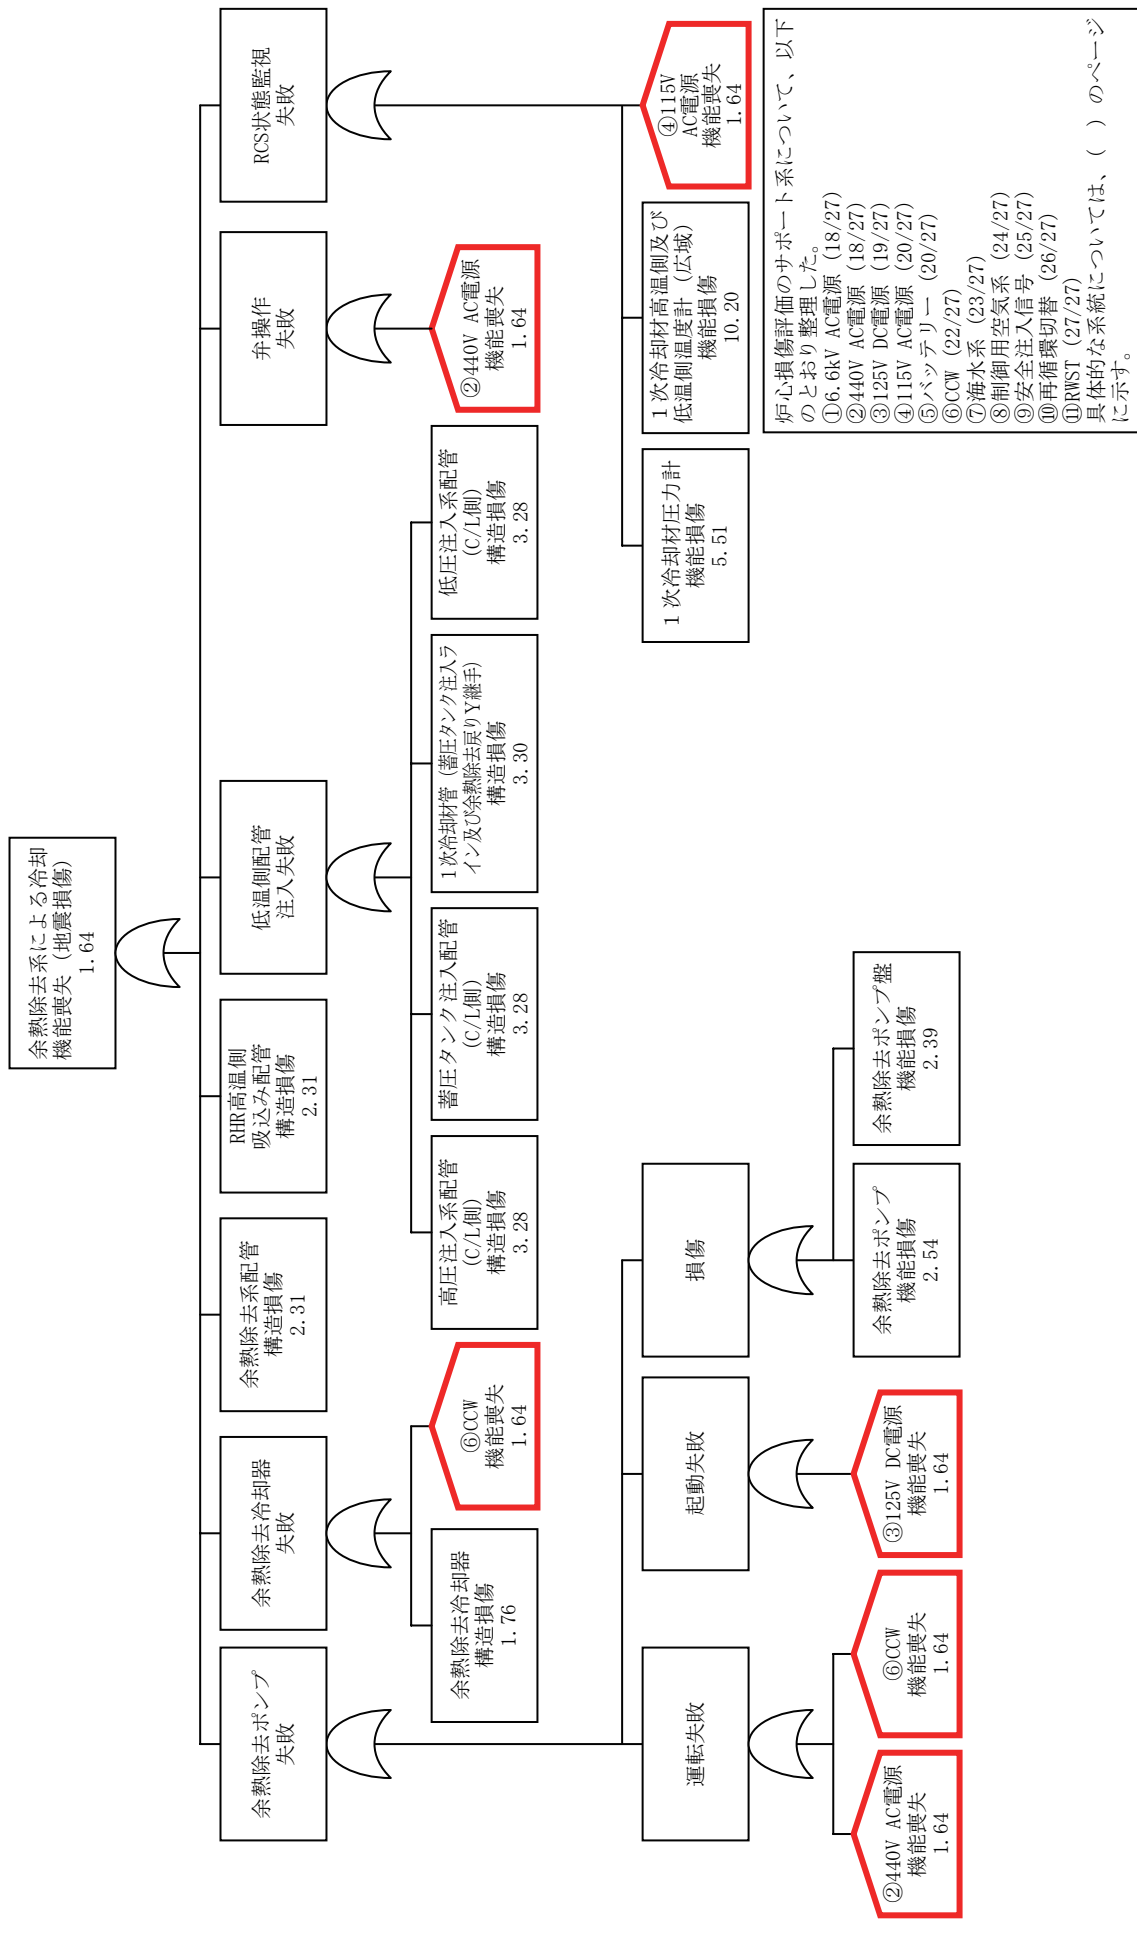 余熱除去系による冷却
機能喪失（地震損傷）
1.64
余熱除去ポンプ
失敗
余熱除去冷却器
失敗
余熱除去系配管
構造損傷
2.31
RHR高温側
吸込み配管
構造損傷
2.31
低温側配管
注入失敗
弁操作
失敗
RCS状態監視
失敗
余熱除去冷却器
構造損傷
1.76
⑥CCW
機能喪失
1.64
高圧注入系配管
(C/L側)
構造損傷
3.28
蓄圧タンク注入配管
(C/L側)
構造損傷
3.28
1次冷却材管（蓄圧タンク注入ラ
イン及び余熱除去戻りY継手）
構造損傷
3.30
低圧注入系配管
(C/L側)
構造損傷
3.28
②440V AC電源
機能喪失
1.64
運転失敗
起動失敗
損傷
1次冷却材圧力計
機能損傷
5.51
1次冷却材高温側及び
低温側温度計（広域）
機能損傷
10.20
④115V
AC電源
機能喪失
1.64
②440V AC電源
機能喪失
1.64
⑥CCW
機能喪失
1.64
③125V DC電源
機能喪失
1.64
余熱除去ポンプ
機能損傷
2.54
余熱除去ポンプ盤
機能損傷
2.39
炉心損傷評価のサポート系について、以下
のとおり整理した。
①6.6kV AC電源（18/27）
②440V AC電源（18/27）
③125V DC電源（19/27）
④115V AC電源（20/27）
⑤バッテリー（20/27）
⑥CCW（22/27）
⑦海水系（23/27）
⑧制御用空気系（24/27）
⑨安全注入信号（25/27）
⑩再循環切替（26/27）
⑪RWST（27/27）
具体的な系統については、（ ）のページ
に示す。